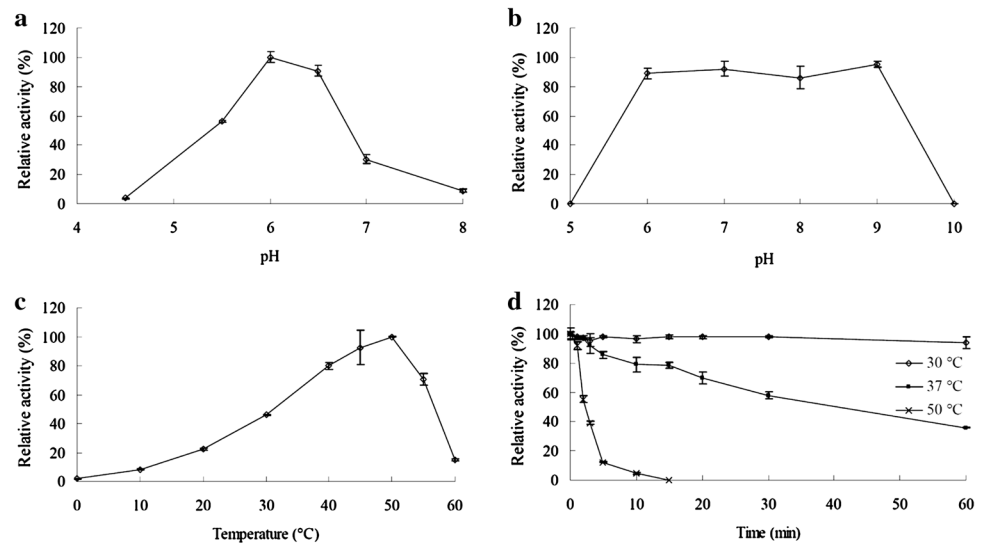 a
Relative activity (%)
120
100
80
60
40
20
0
4 5 6 7 8
pH
b
Relative activity (%)
120
100
80
60
40
20
0
5 6 7 8 9 10
pH
c
Relative activity (%)
120
100
80
60
40
20
0
0 10 20 30 40 50 60
Temperature (°C)
d
Relative activity (%)
120
100
80
60
40
20
0
0 10 20 30 40 50 60
Time (min)
30 °C
37 °C
50 °C